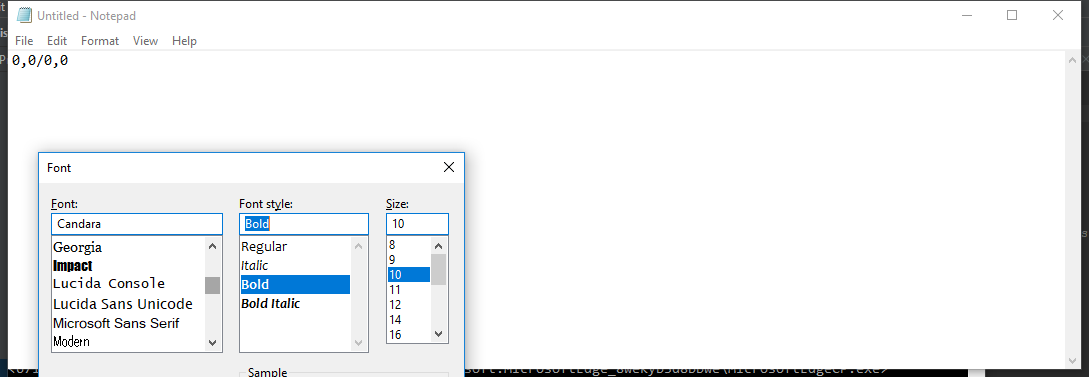 Untitled - Notepad
File Edit Format View Help
0,0/0,0
Font
Font: Font style: Size:
Candara Bold 10
Georgia Regular 8
Impact Italic 9
Lucida Console Bold 10
Lucida Sans Unicode Bold Italic 11
Microsoft Sans Serif 12
Modern 14
16
Sample